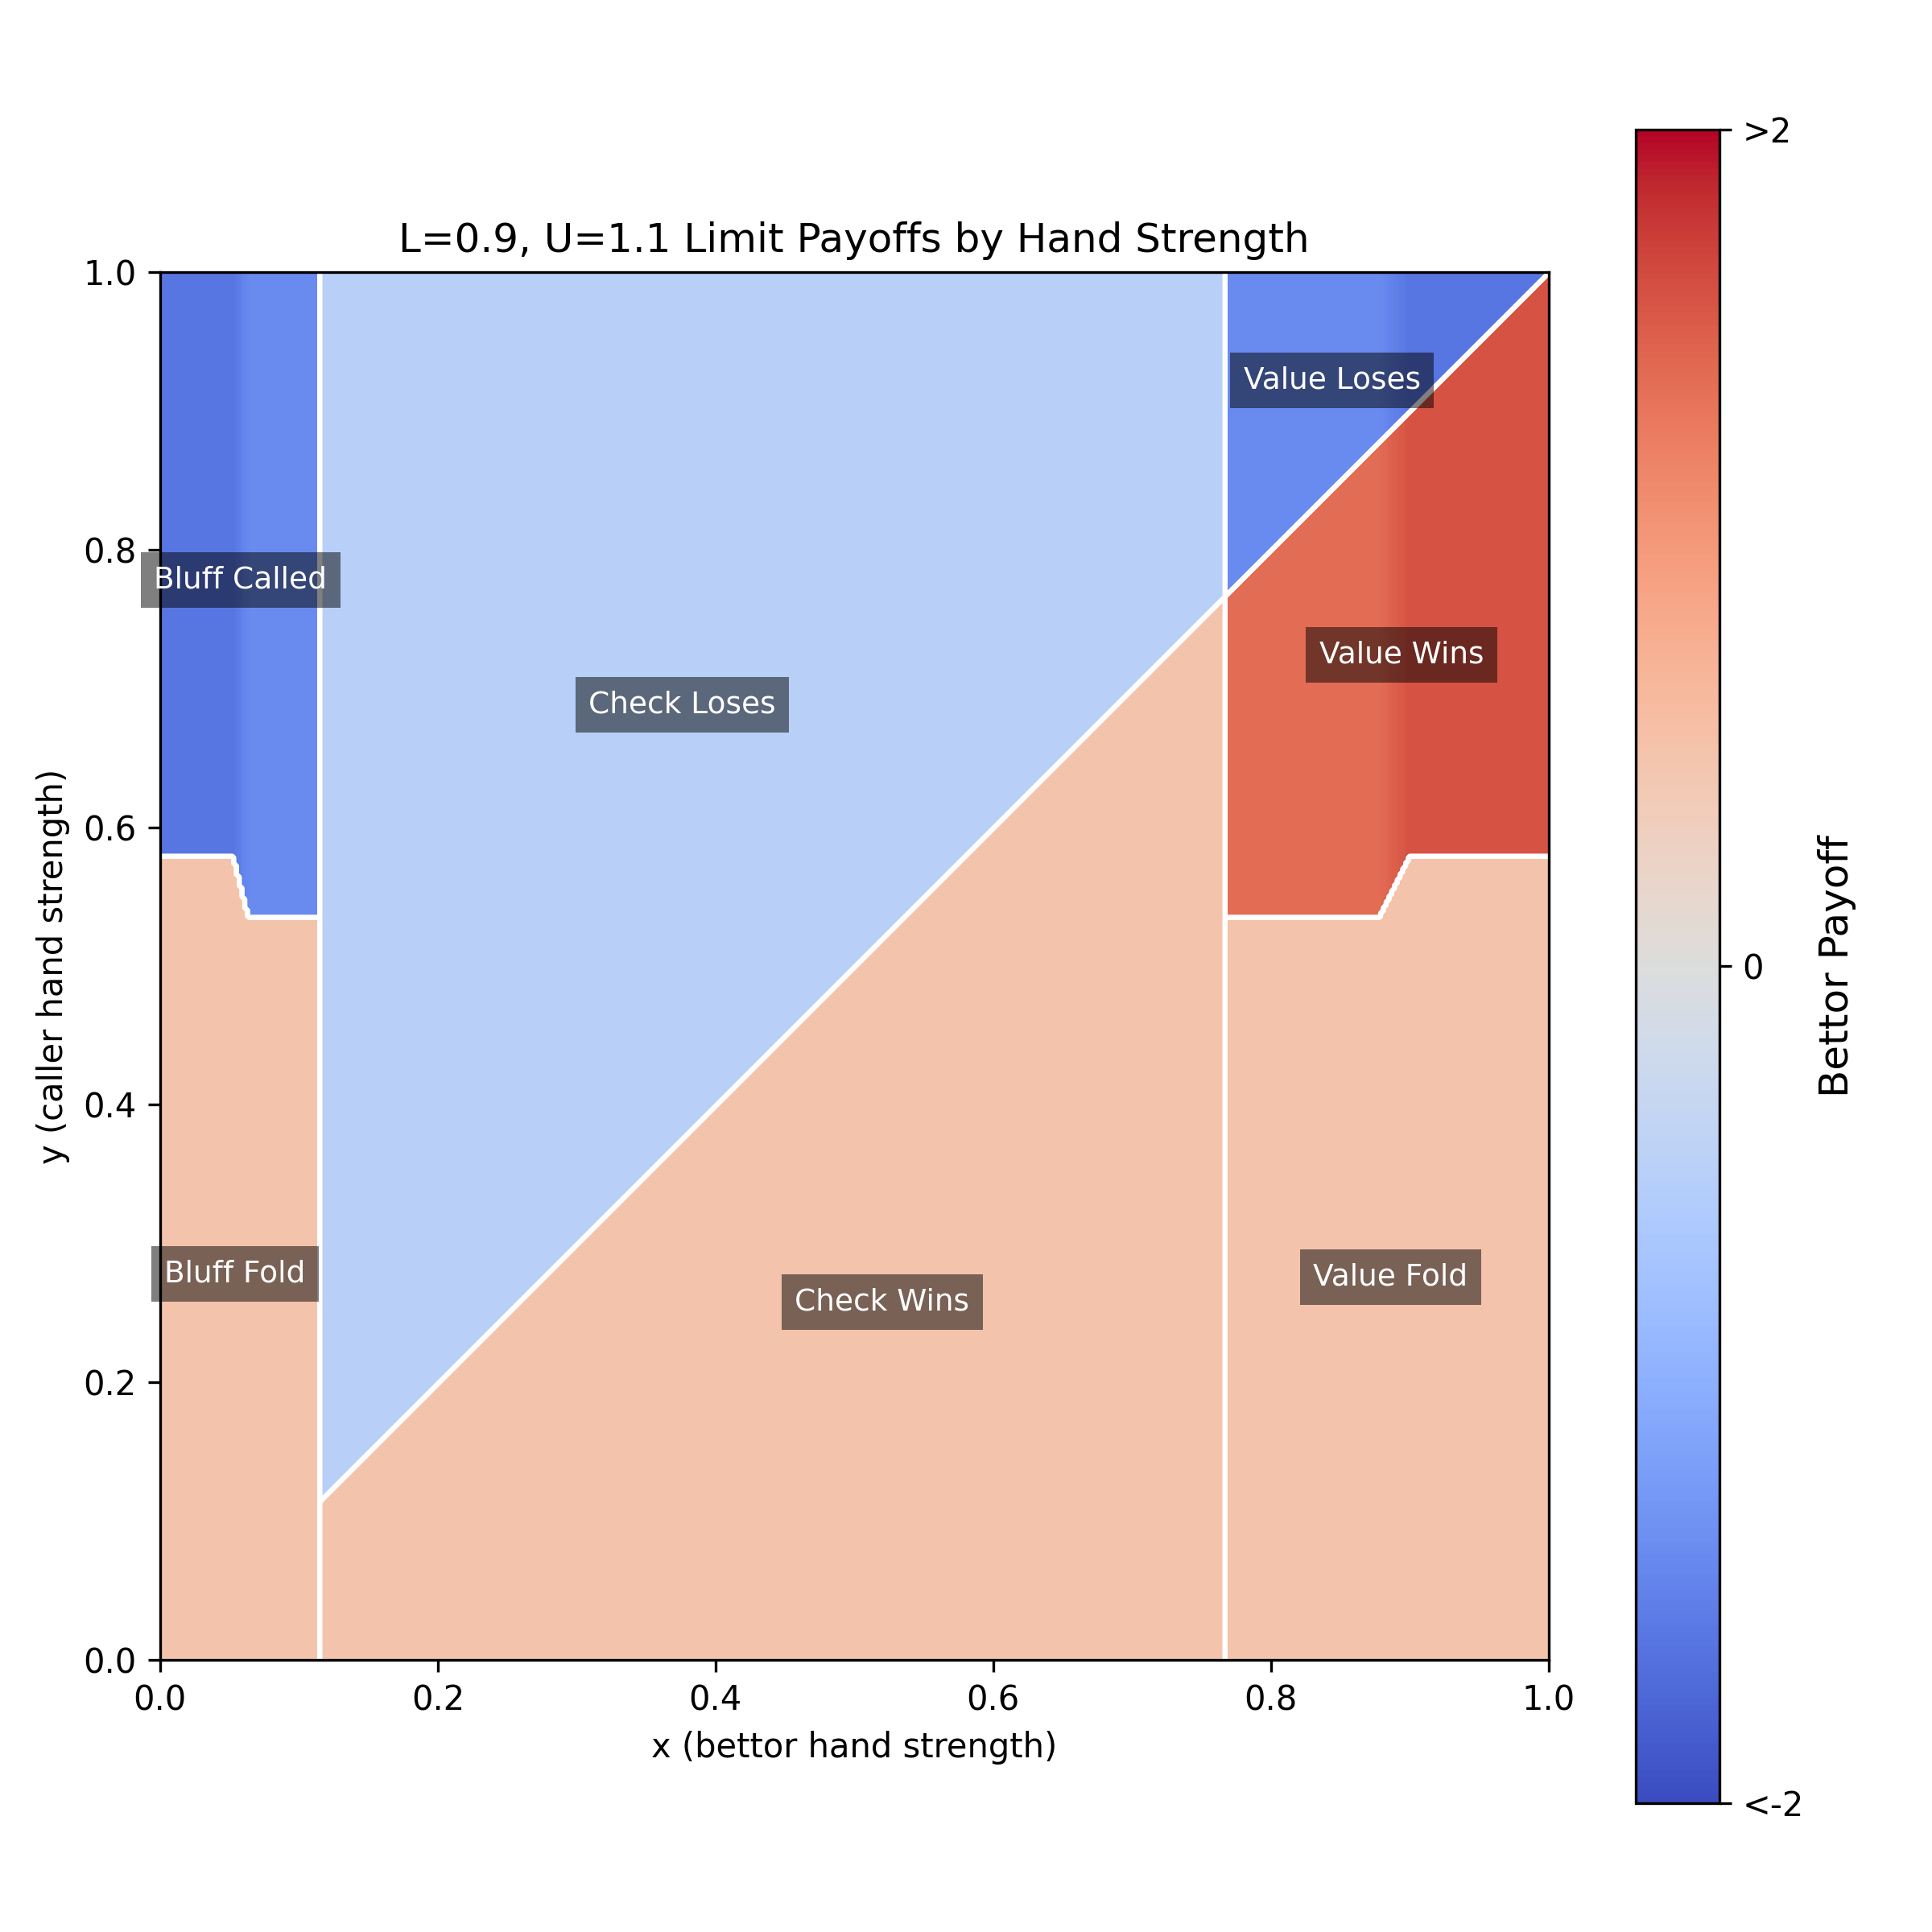 L=0.9, U=1.1 Limit Payoffs by Hand Strength
1.0
0.8
0.6
0.4
0.2
0.0
y (caller hand strength)
Value Loses
Bluff Called
Value Wins
Check Loses
Bluff Fold
Value Fold
Check Wins
0.0 0.2 0.4 0.6 0.8 1.0
x (bettor hand strength)
>2
0
<-2
Bettor Payoff